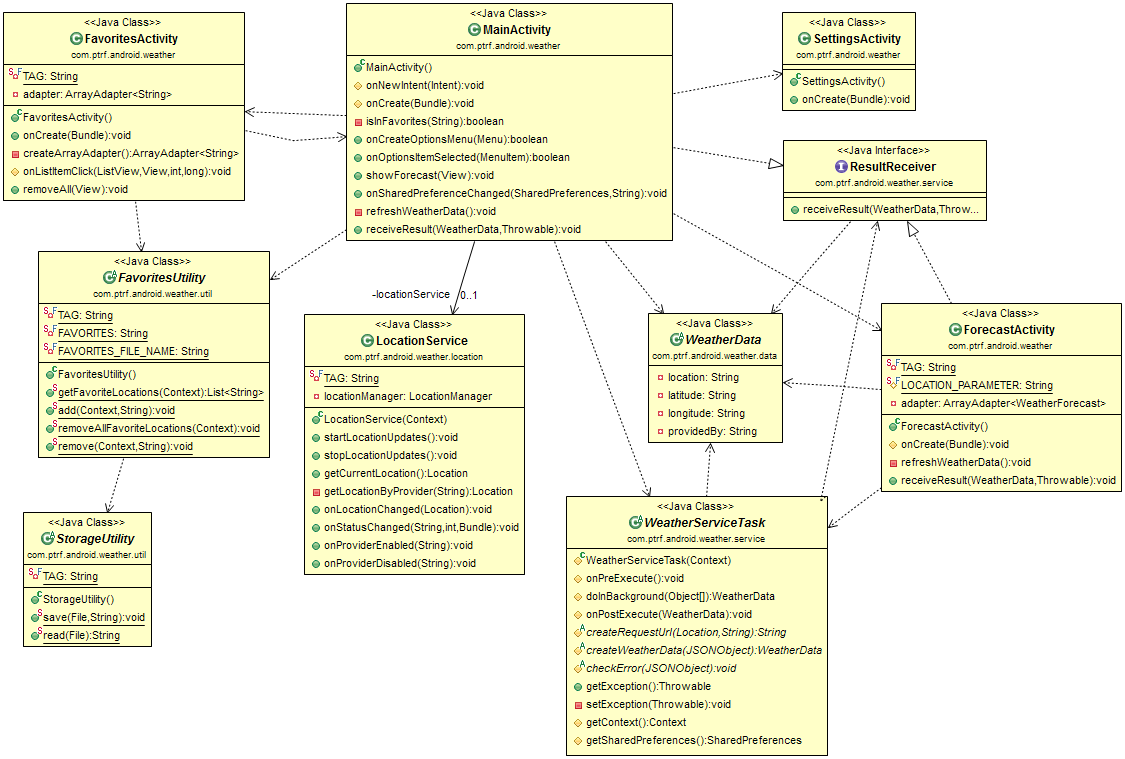 <<Java Class>>
FavoritesActivity
com.ptrf.android.weather
TAG: String
adapter: ArrayAdapter<String>
FavoritesActivity()
onCreate(Bundle):void
createArrayAdapter():ArrayAdapter<String>
onListItemClick(ListView,View,int,long):void
removeAll(View):void
<<Java Class>>
MainActivity
com.ptrf.android.weather
MainActivity()
onNewIntent(Intent):void
onCreate(Bundle):void
isInFavorites(String):boolean
onCreateOptionsMenu(Menu):boolean
onOptionsItemSelected(MenuItem):boolean
showForecast(View):void
onSharedPreferenceChanged(SharedPreferences,String):void
refreshWeatherData():void
receiveResult(WeatherData,Throwable):void
<<Java Class>>
SettingsActivity
com.ptrf.android.weather
SettingsActivity()
onCreate(Bundle):void
<<Java Interface>>
ResultReceiver
com.ptrf.android.weather.service
receiveResult(WeatherData,Throw...
<<Java Class>>
FavoritesUtility
com.ptrf.android.weather.util
TAG: String
FAVORITES: String
FAVORITES_FILE_NAME: String
FavoritesUtility()
getFavoriteLocations(Context):List<String>
add(Context,String):void
removeAllFavoriteLocations(Context):void
remove(Context,String):void
-locationService
0..1
<<Java Class>>
LocationService
com.ptrf.android.weather.location
TAG: String
locationManager: LocationManager
LocationService(Context)
startLocationUpdates():void
stopLocationUpdates():void
getCurrentLocation():Location
getLocationByProvider(String):Location
onLocationChanged(Location):void
onStatusChanged(String,int,Bundle):void
onProviderEnabled(String):void
onProviderDisabled(String):void
<<Java Class>>
WeatherData
com.ptrf.android.weather.data
location: String
latitude: String
longitude: String
providedBy: String
<<Java Class>>
ForecastActivity
com.ptrf.android.weather
TAG: String
LOCATION_PARAMETER: String
adapter: ArrayAdapter<WeatherForecast>
ForecastActivity()
onCreate(Bundle):void
refreshWeatherData():void
receiveResult(WeatherData,Throwable):void
<<Java Class>>
StorageUtility
com.ptrf.android.weather.util
TAG: String
StorageUtility()
save(File,String):void
read(File):String
<<Java Class>>
WeatherServiceTask
com.ptrf.android.weather.service
WeatherServiceTask(Context)
onPreExecute():void
doInBackground(Object[]):WeatherData
onPostExecute(WeatherData):void
createRequestUrl(Location,String):String
createWeatherData(JSONObject):WeatherData
checkError(JSONObject):void
getException():Throwable
setException(Throwable):void
getContext():Context
getSharedPreferences():SharedPreferences